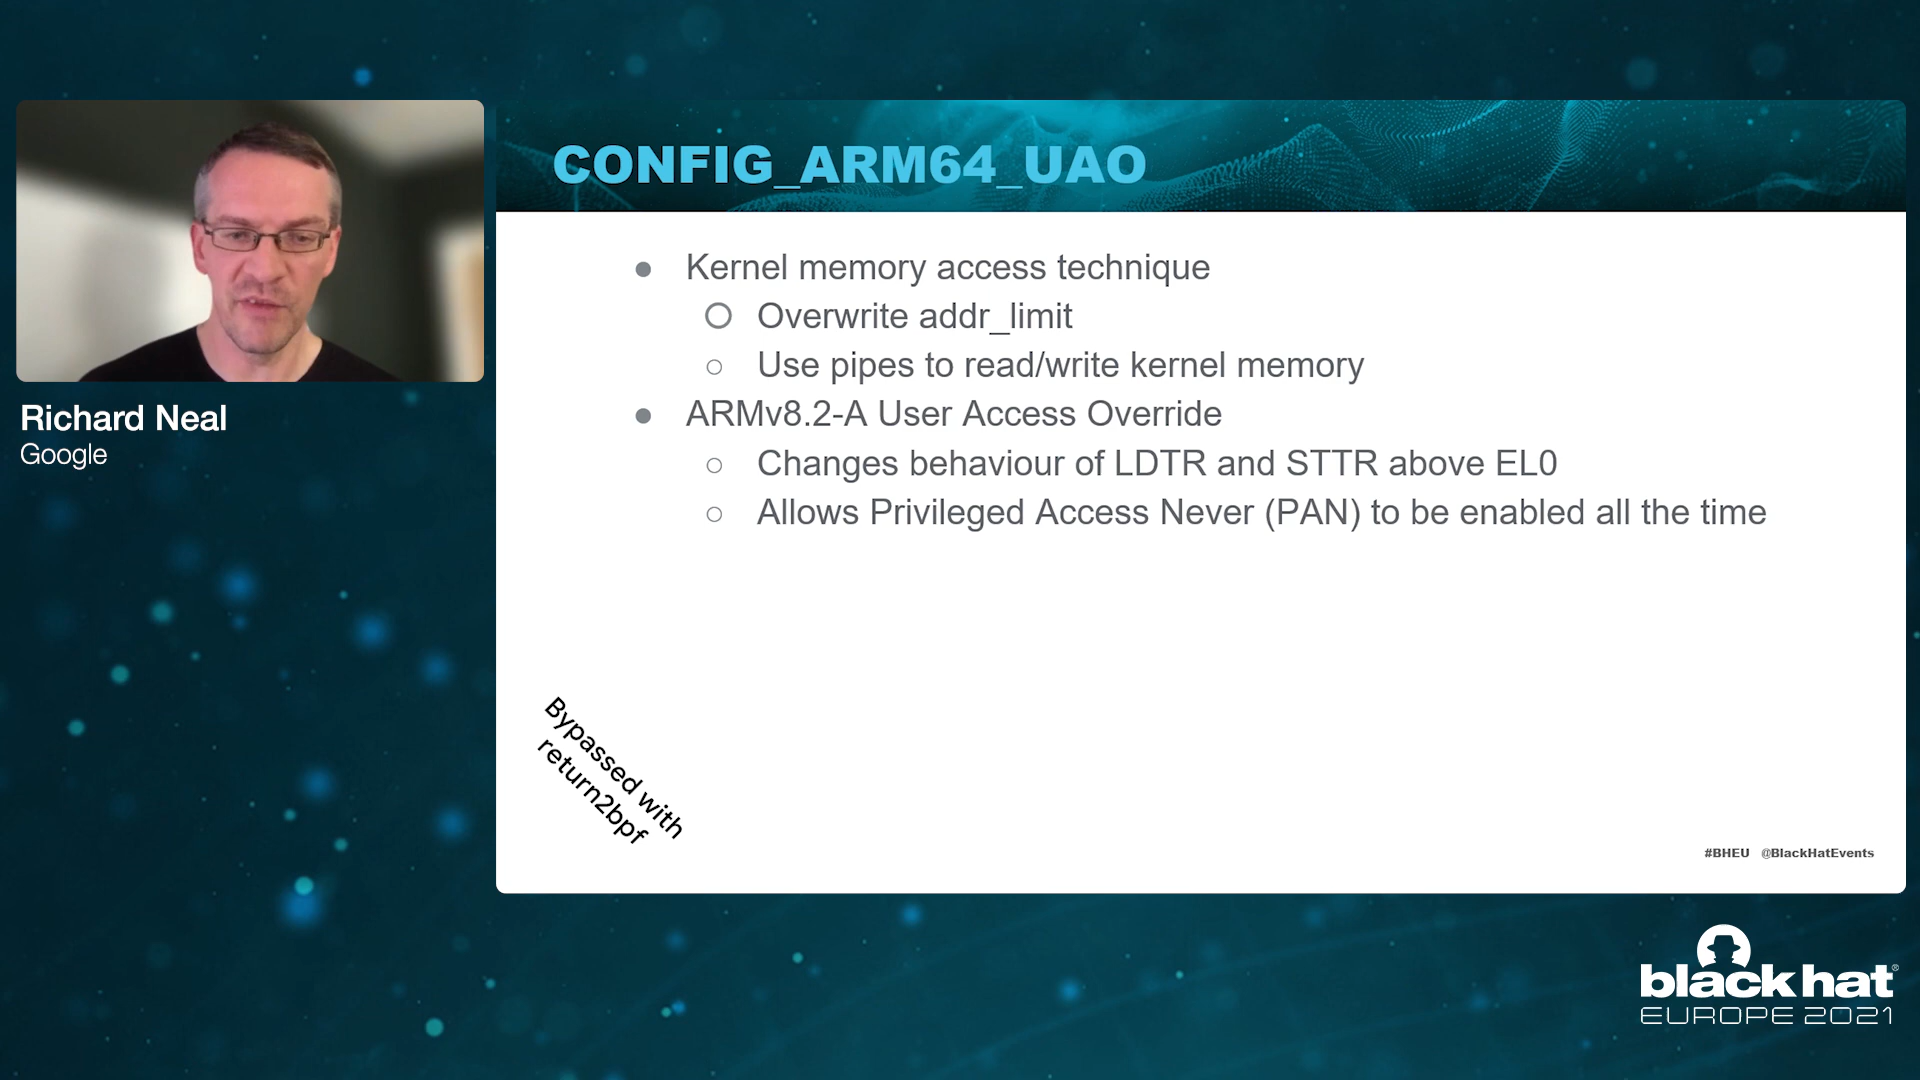 Richard Neal
Google
CONFIG_ARM64_UAO
Kernel memory access technique
Overwrite addr_limit
Use pipes to read/write kernel memory
ARMv8.2-A User Access Override
Changes behaviour of LDTR and STTR above EL0
Allows Privileged Access Never (PAN) to be enabled all the time
Bypassed with
return2bpf
#BHEU @BlackHatEvents
blackhat®
EUROPE 2021